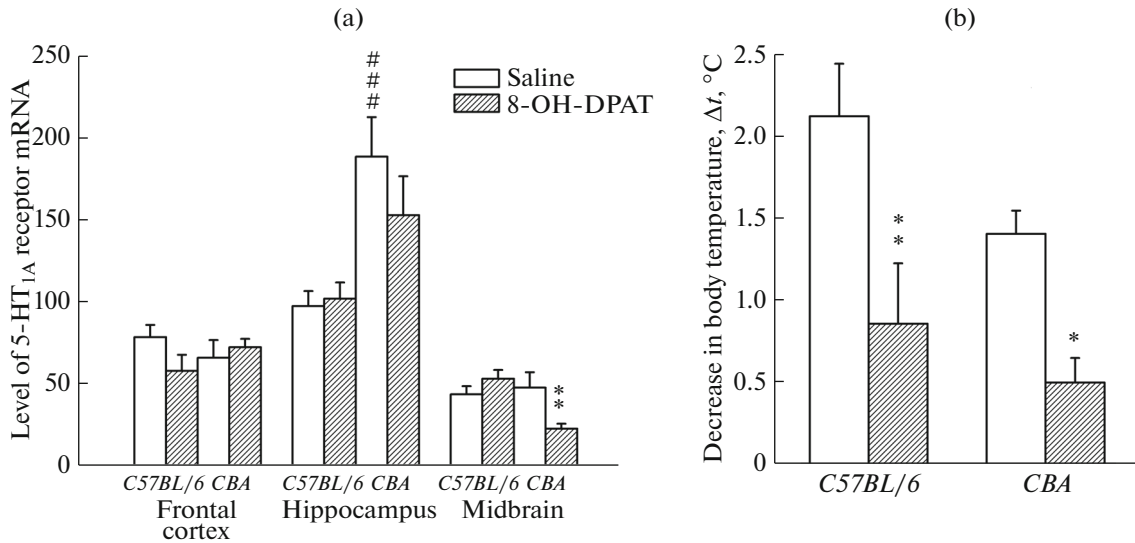 (a)
Level of 5-HT1A receptor mRNA
250
200
150
100
50
0
###
Saline
8-OH-DPAT
**
C57BL/6 CBA
C57BL/6 CBA
C57BL/6 CBA
Frontal cortex
Hippocampus
Midbrain
(b)
Decrease in body temperature, Δt, °C
2.5
2.0
1.5
1.0
0.5
0
**
*
C57BL/6
CBA